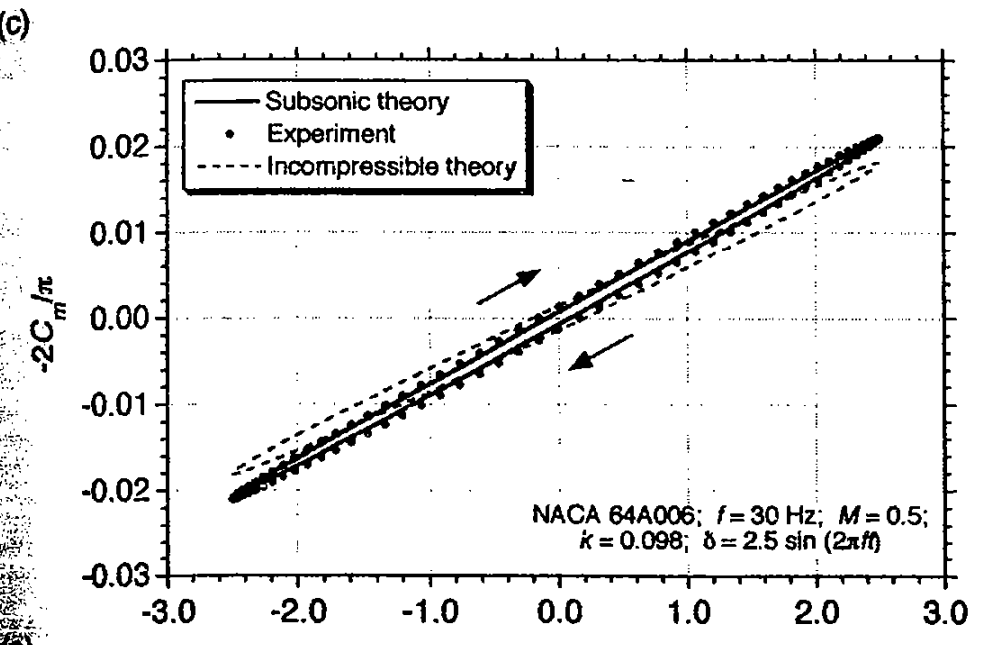 (c)
0.03
Subsonic theory
Experiment
Incompressible theory
0.02
0.01
0.00
-0.01
-0.02
-0.03
-2Cm/π
NACA 64A006; f = 30 Hz; M = 0.5;
k = 0.098; δ = 2.5 sin (2πft)
-3.0 -2.0 -1.0 0.0 1.0 2.0 3.0